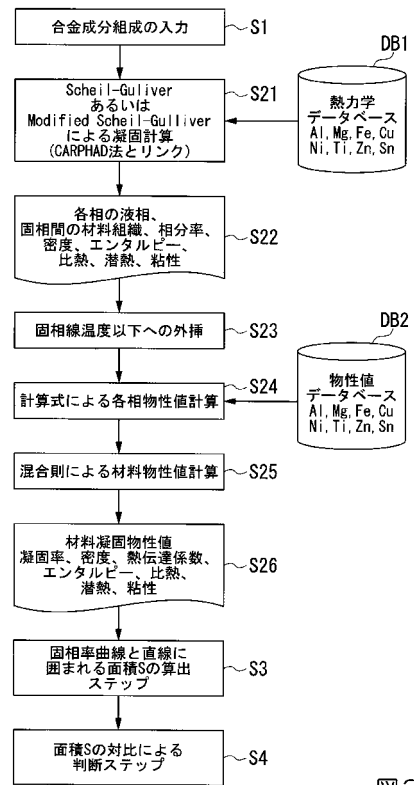 合金成分組成の入力
S1
Scheil-Guliver
あるいは
Modified Scheil-Gulliver
による凝固計算
(CARPHAD法とリンク)
S21
DB1
熱力学
データベース
Al, Mg, Fe, Cu
Ni, Ti, Zn, Sn
各相の液相、
固相間の材料組織、相分率、
密度、エンタルピー、
比熱、潜熱、粘性
S22
固相線温度以下への外挿
S23
計算式による各相物性値計算
S24
DB2
物性値
データベース
Al, Mg, Fe, Cu
Ni, Ti, Zn, Sn
混合則による材料物性値計算
S25
材料凝固物性値
凝固率、密度、熱伝達係数、
エンタルピー、比熱、
潜熱、粘性
S26
固相率曲線と直線に
囲まれる面積Sの算出
ステップ
S3
面積Sの対比による
判断ステップ
S4